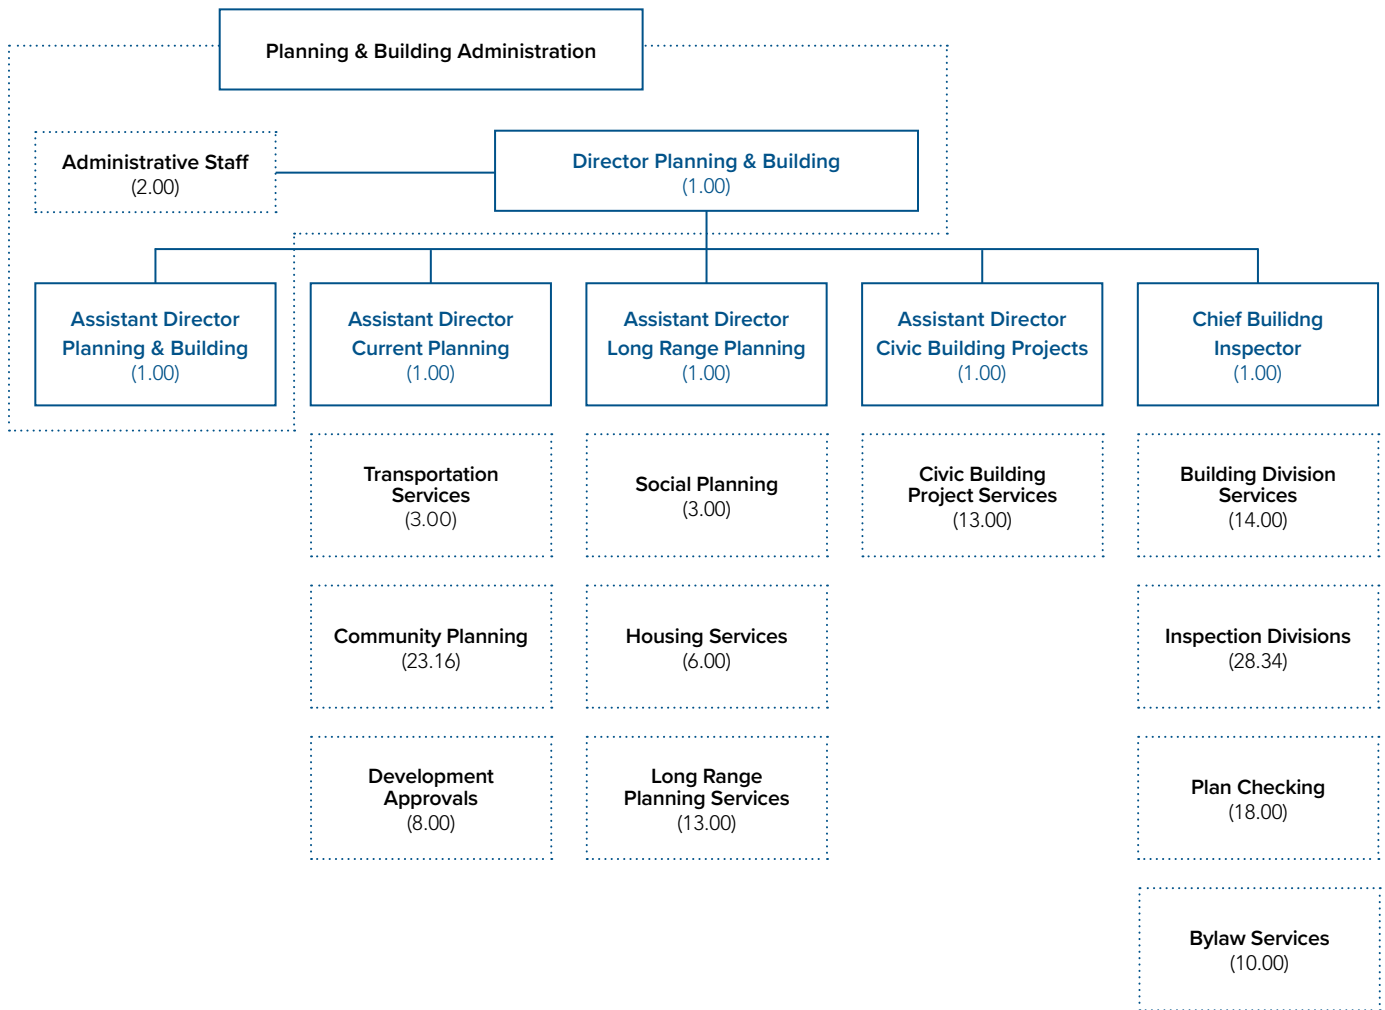 Planning & Building Administration
Administrative Staff
(2.00)
Director Planning & Building
(1.00)
Assistant Director
Planning & Building
(1.00)
Assistant Director
Current Planning
(1.00)
Assistant Director
Long Range Planning
(1.00)
Assistant Director
Civic Building Projects
(1.00)
Chief Builidng
Inspector
(1.00)
Transportation
Services
(3.00)
Social Planning
(3.00)
Civic Building
Project Services
(13.00)
Building Division
Services
(14.00)
Community Planning
(23.16)
Housing Services
(6.00)
Inspection Divisions
(28.34)
Development
Approvals
(8.00)
Long Range
Planning Services
(13.00)
Plan Checking
(18.00)
Bylaw Services
(10.00)